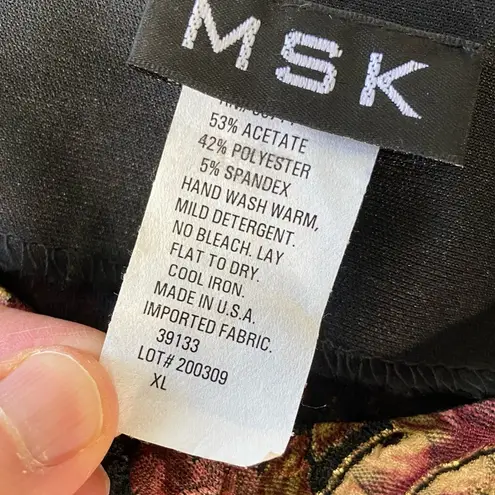 MSK
53% ACETATE
42% POLYESTER
5% SPANDEX
HAND WASH WARM,
MILD DETERGENT.
NO BLEACH. LAY
FLAT TO DRY.
COOL IRON.
MADE IN U.S.A.
IMPORTED FABRIC.
39133
LOT# 200309
XL